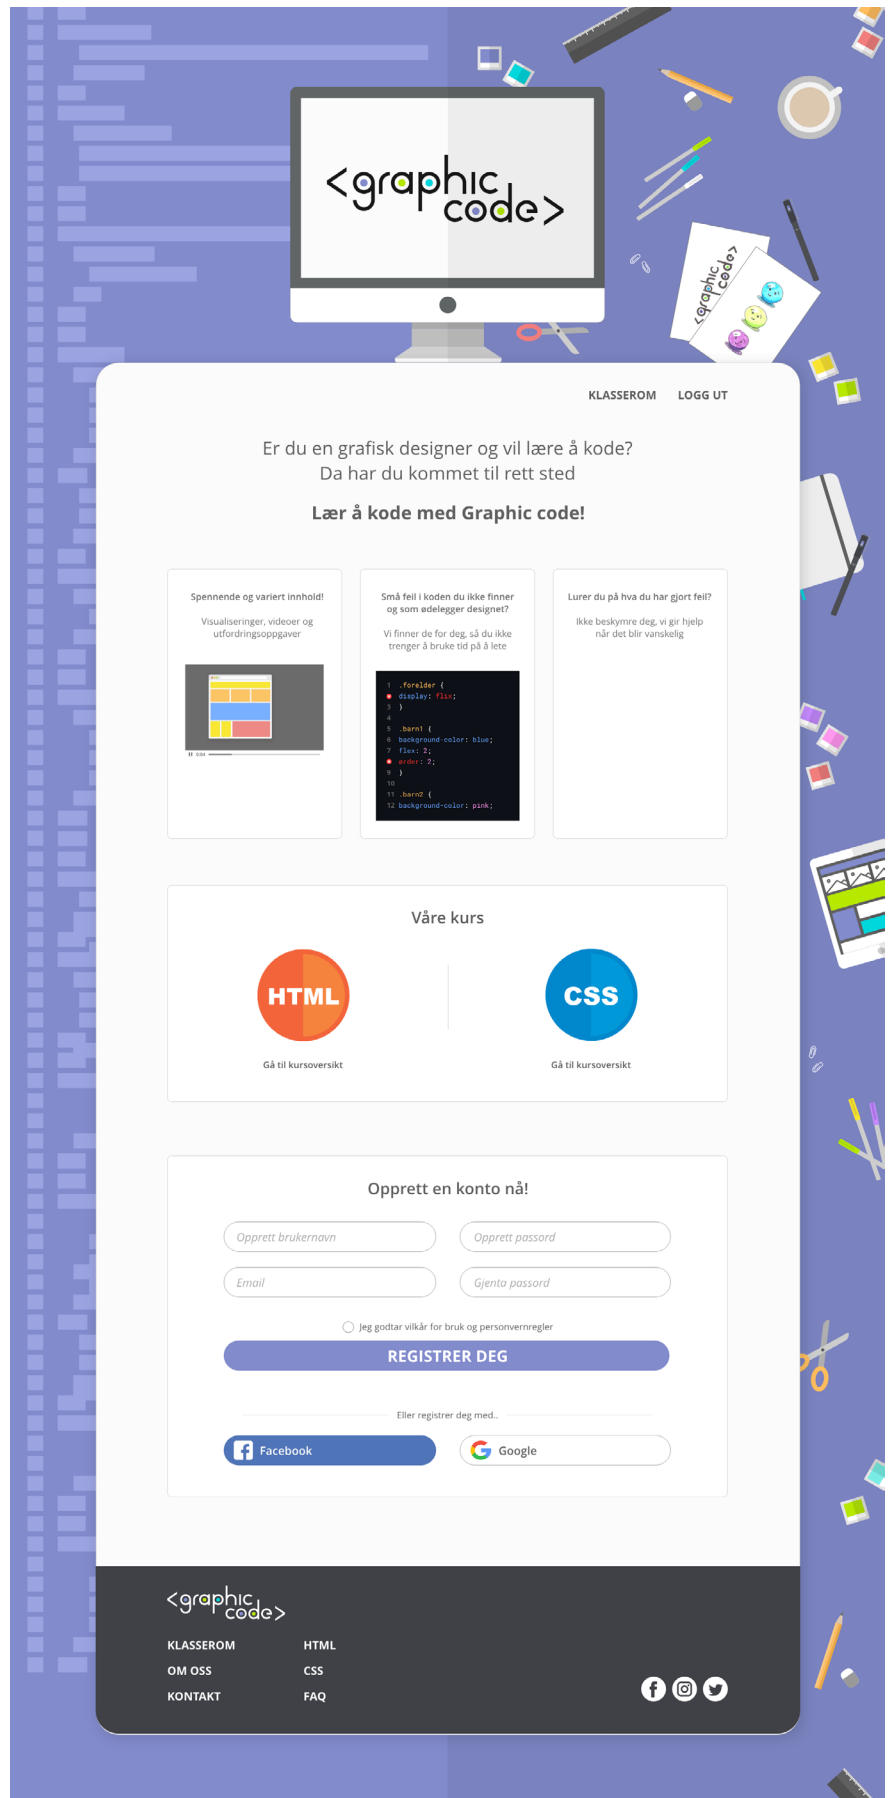 <graphic
code>
<graphic
code>
KLASSEROM LOGG UT
Er du en grafisk designer og vil lære å kode?
Da har du kommet til rett sted
Lær å kode med Graphic code!
Spennende og variert innhold!
Visualiseringer, videoer og
utfordringsoppgaver
0:04
Små feil i koden du ikke finner
og som ødelegger designet?
Vi finner de for deg, så du ikke
trenger å bruke tid på å lete
1 .forelder {
display: flix;
3 }
4
5 .barn1 {
6 background-color: blue;
7 flex: 2;
ørder: 2;
9 }
10
11 .barn2 {
12 background-color: pink;
Lurer du på hva du har gjort feil?
Ikke beskymre deg, vi gir hjelp
når det blir vanskelig
Våre kurs
HTML CSS
Gå til kursoversikt Gå til kursoversikt
Opprett en konto nå!
Opprett brukernavn Opprett passord
Email Gjenta passord
Jeg godtar vilkår for bruk og personvernregler
REGISTRER DEG
Eller registrer deg med..
Facebook Google
<graphic
code>
KLASSEROM HTML
OM OSS CSS
KONTAKT FAQ